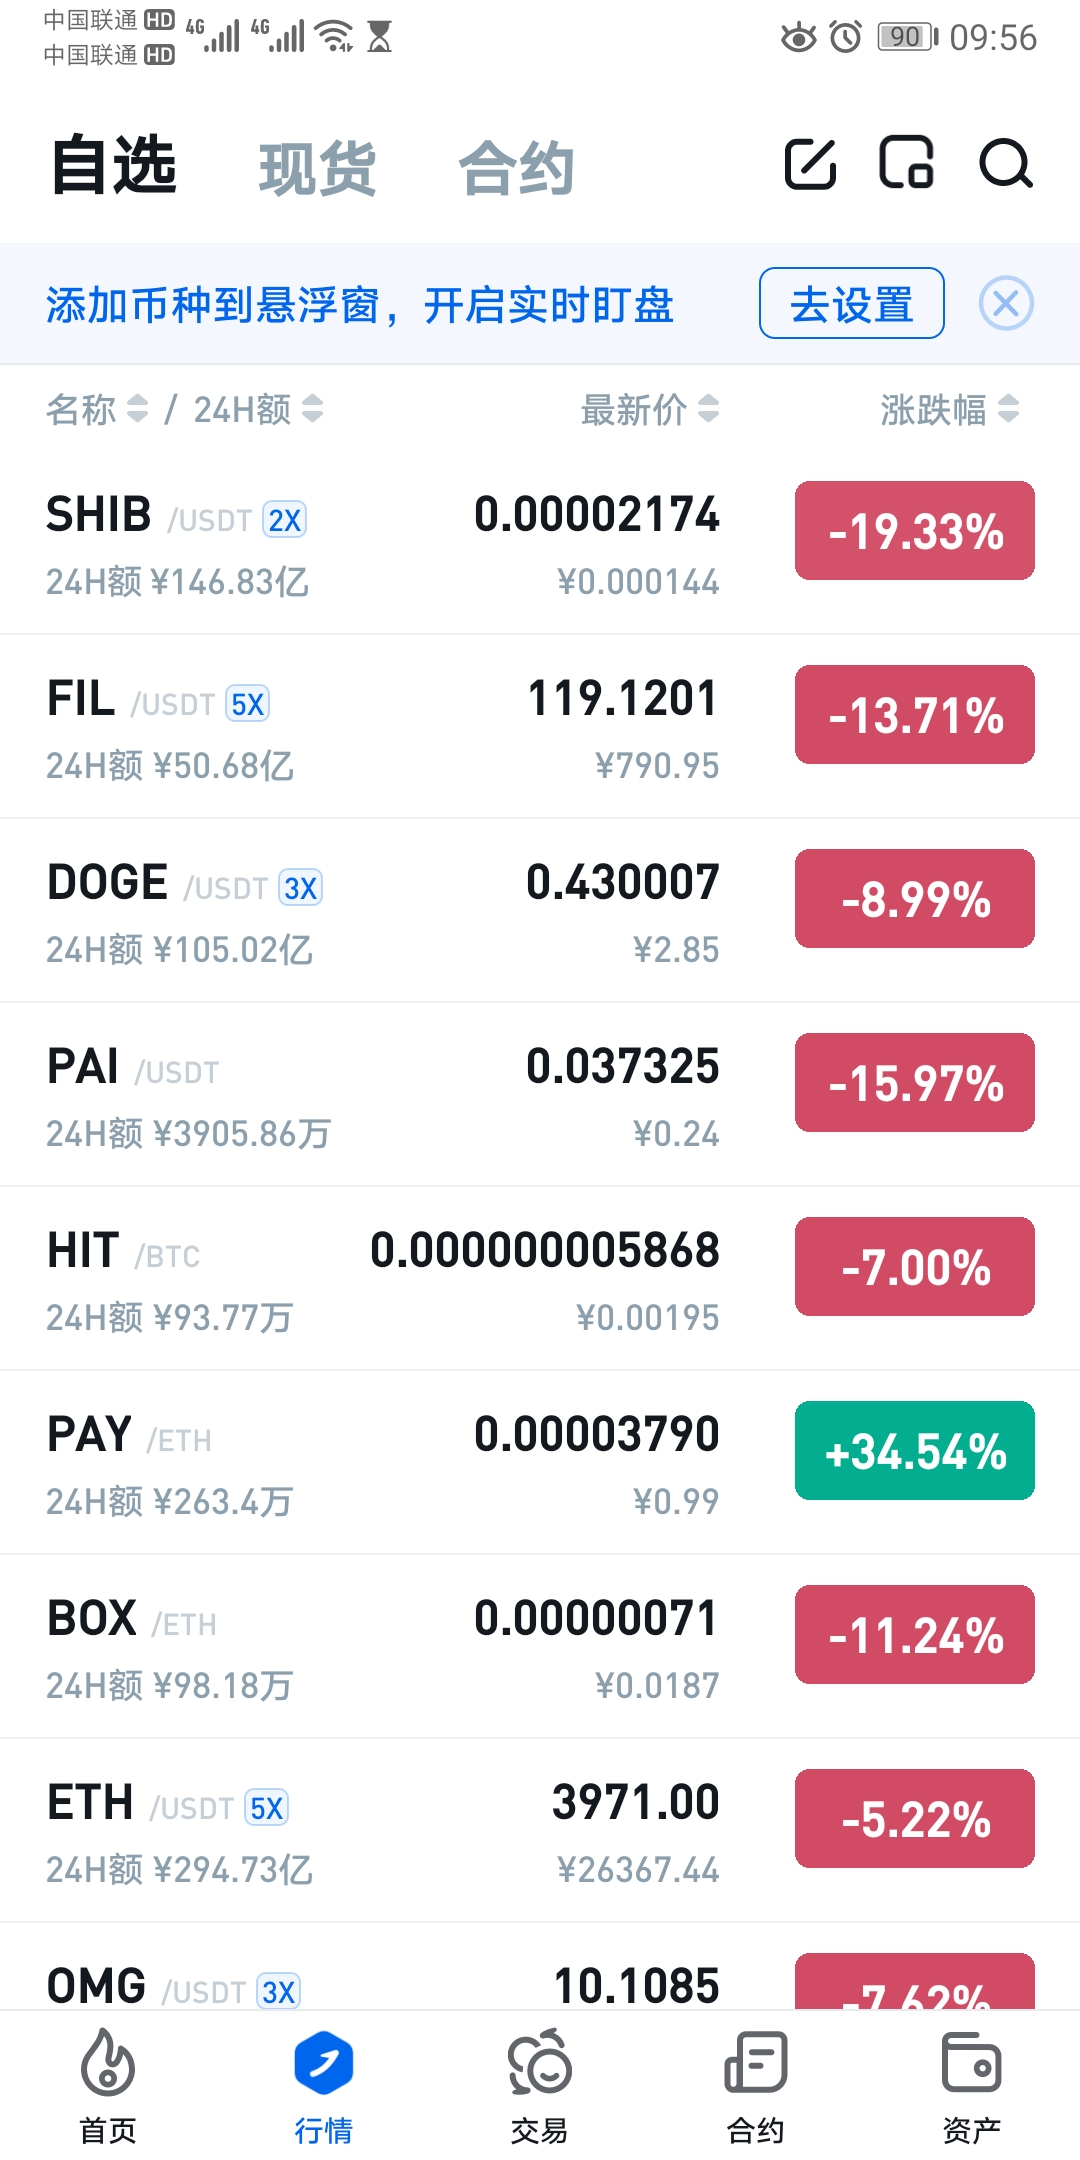 中国联通 HD 4G 4G 90 09:56
中国联通 HD
自选 现货 合约
添加币种到悬浮窗，开启实时盯盘 去设置
名称 / 24H额 最新价 涨跌幅
SHIB /USDT 2X 0.00002174 -19.33%
24H额 ¥146.83亿 ¥0.000144
FIL /USDT 5X 119.1201 -13.71%
24H额 ¥50.68亿 ¥790.95
DOGE /USDT 3X 0.430007 -8.99%
24H额 ¥105.02亿 ¥2.85
PAI /USDT 0.037325 -15.97%
24H额 ¥3905.86万 ¥0.24
HIT /BTC 0.000000005868 -7.00%
24H额 ¥93.77万 ¥0.00195
PAY /ETH 0.00003790 +34.54%
24H额 ¥263.4万 ¥0.99
BOX /ETH 0.00000071 -11.24%
24H额 ¥98.18万 ¥0.0187
ETH /USDT 5X 3971.00 -5.22%
24H额 ¥294.73亿 ¥26367.44
OMG /USDT 3X 10.1085 -7.62%
首页 行情 交易 合约 资产